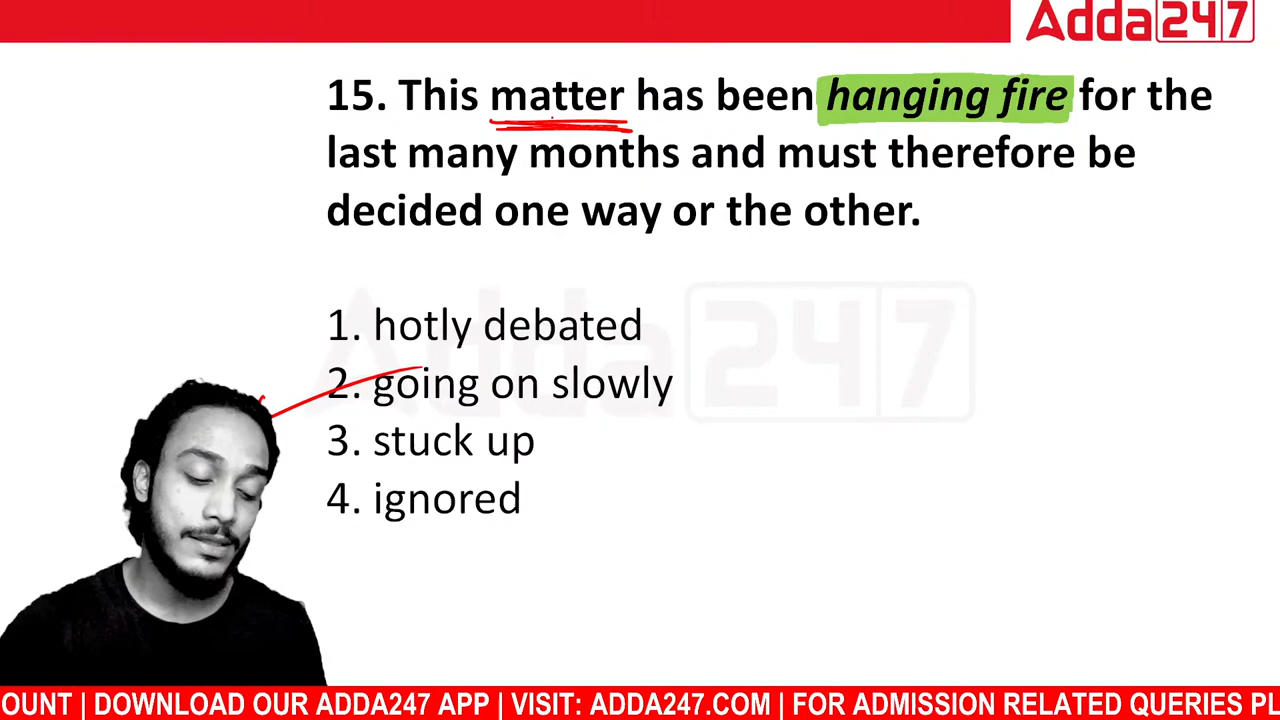 Adda247
15. This matter has been hanging fire for the
last many months and must therefore be
decided one way or the other.
Adda247
1. hotly debated
2. going on slowly
3. stuck up
4. ignored
OUNT | DOWNLOAD OUR ADDA247 APP | VISIT: ADDA247.COM | FOR ADMISSION RELATED QUERIES PL